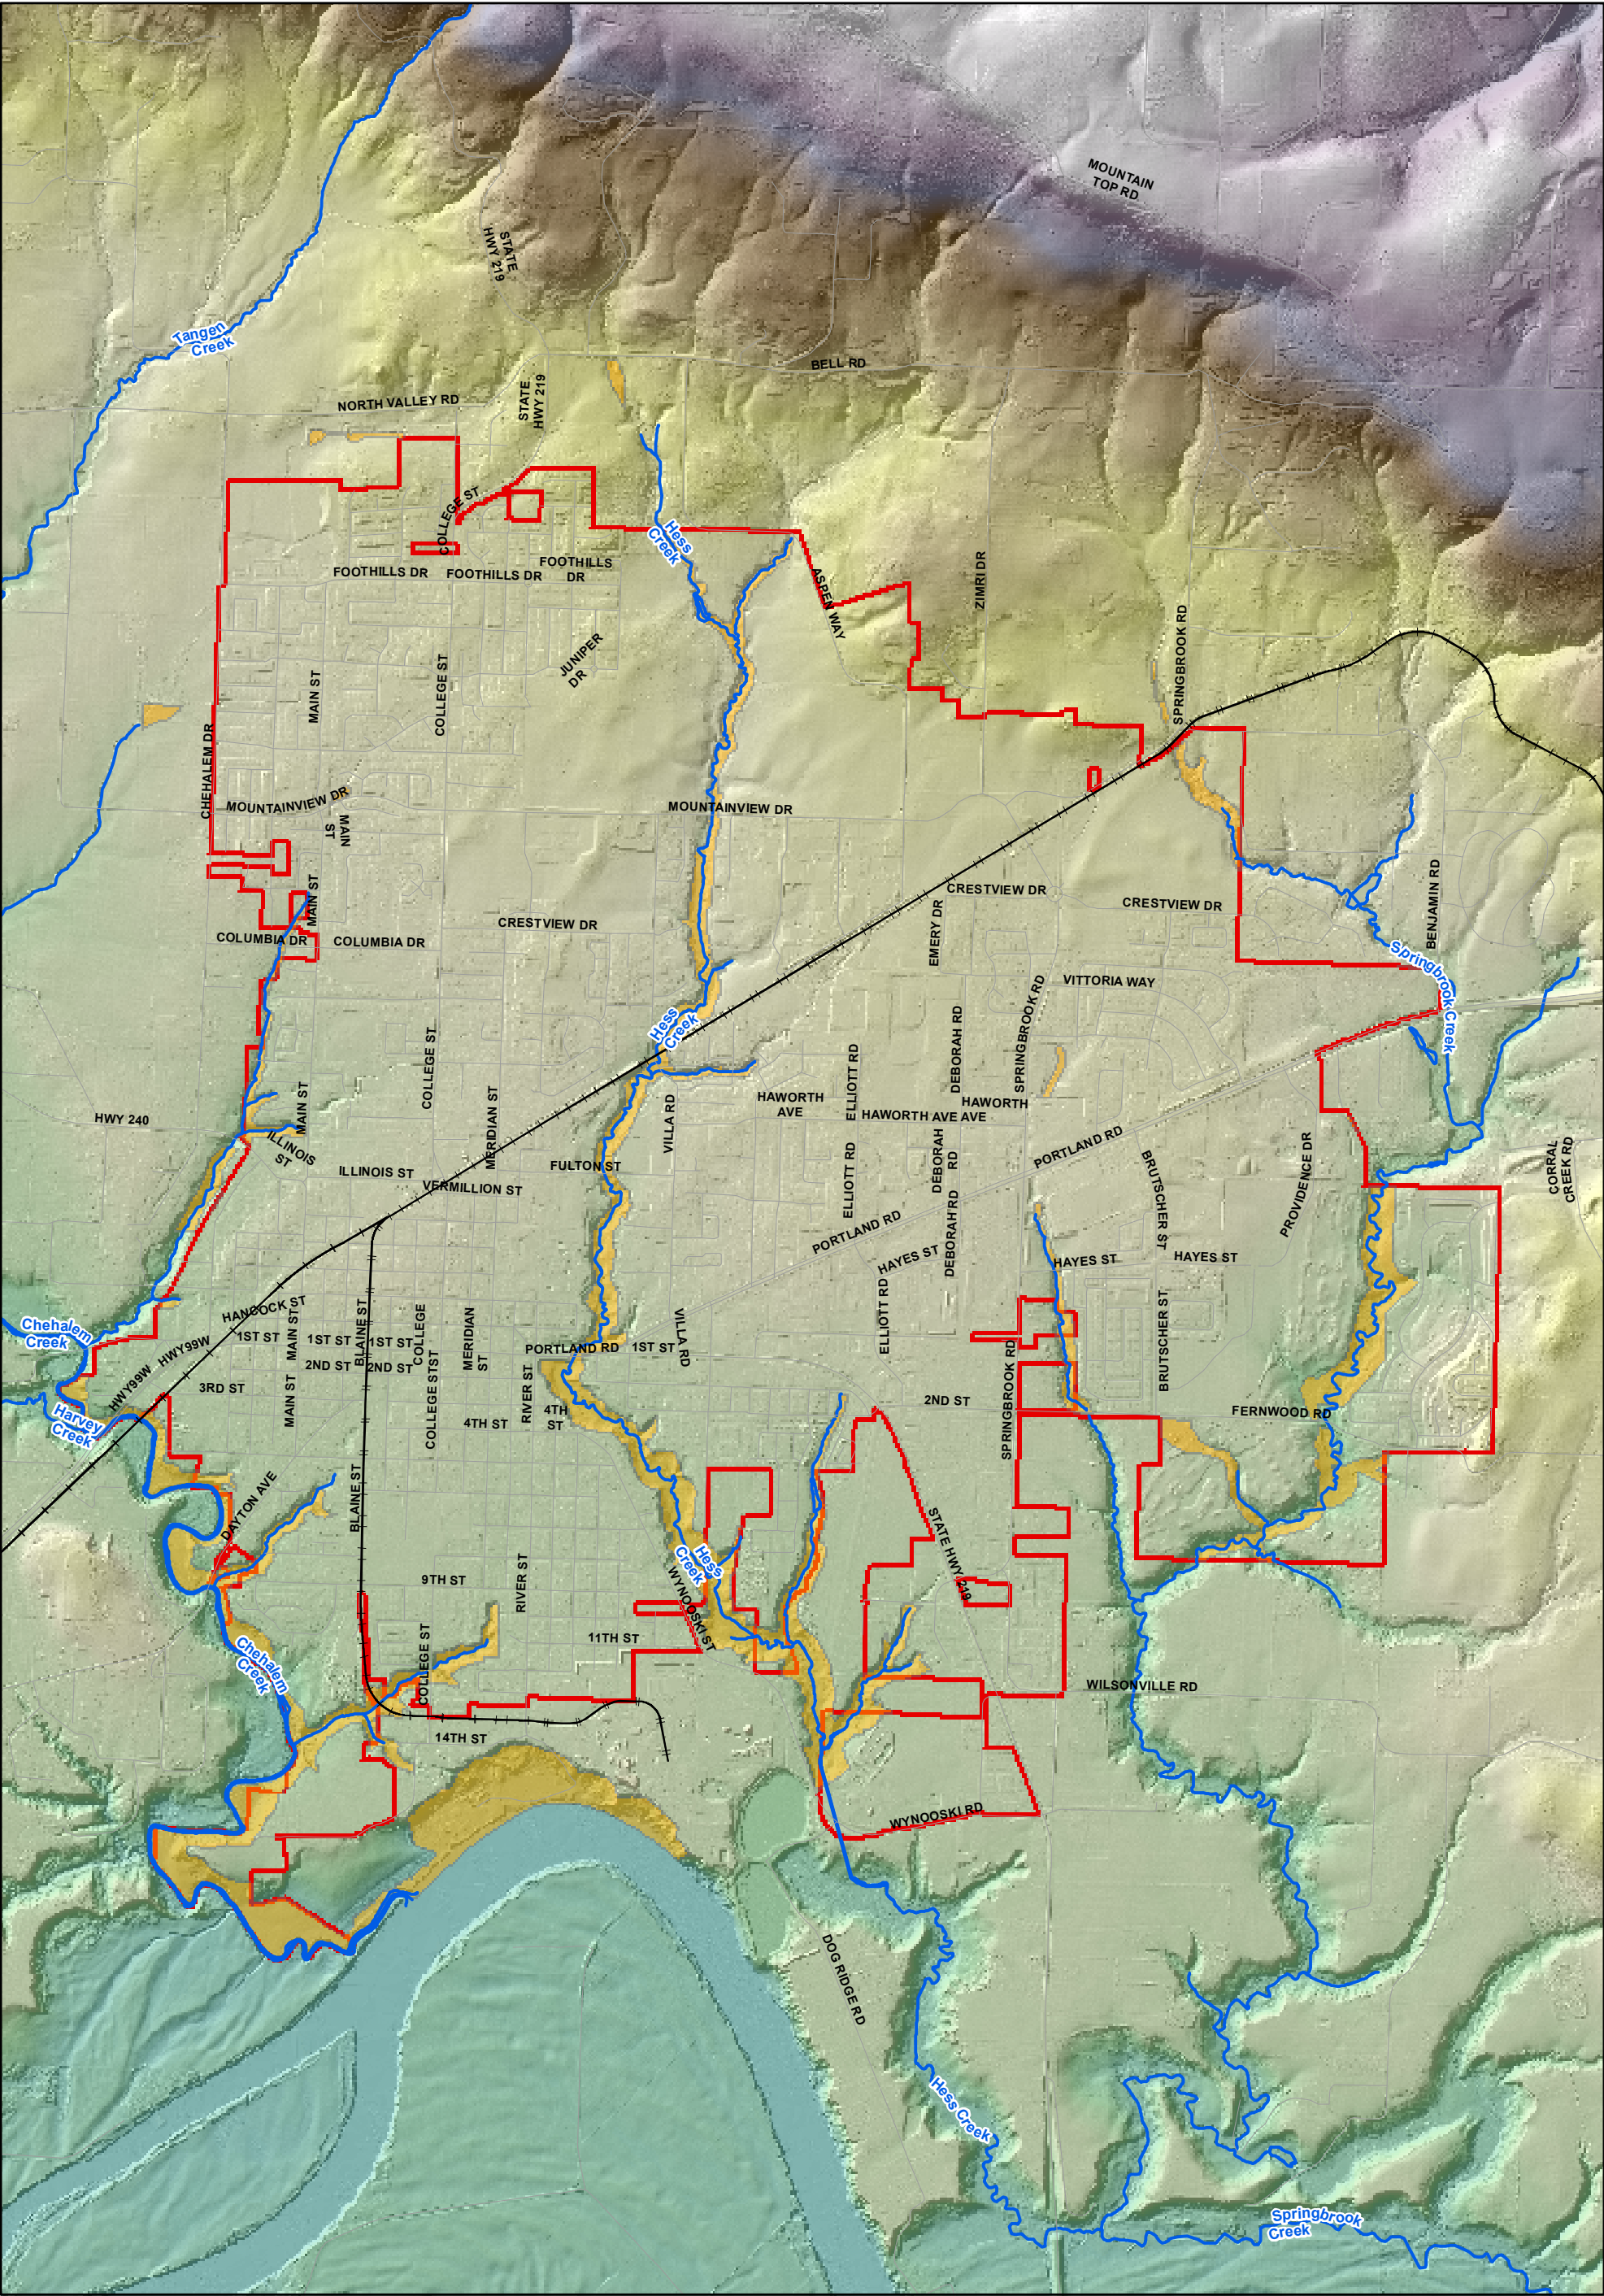 MOUNTAIN
TOP RD
STATE
HWY 219
Tangen
Creek
BELL RD
NORTH VALLEY RD
STATE
HWY 219
COLLEGE ST
Hess
Creek
FOOTHILLS DR
FOOTHILLS DR
FOOTHILLS
DR
ASPEN WAY
ZIMRI DR
SPRINGBROOK RD
JUNIPER
DR
MAIN ST
COLLEGE ST
CHEHALEM DR
MOUNTAINVIEW DR
MAIN
ST
MOUNTAINVIEW DR
MAIN ST
CRESTVIEW DR
CRESTVIEW DR
CRESTVIEW DR
EMERY DR
BENJAMIN RD
COLUMBIA DR
COLUMBIA DR
VITTORIA WAY
Springbrook Creek
Hess
Creek
SPRINGBROOK RD
DEBORAH RD
ELLIOTT RD
COLLEGE ST
HWY 240
MAIN ST
MERIDIAN ST
VILLA RD
HAWORTH
AVE
HAWORTH AVE AVE
HAWORTH
ILLINOIS
ST
ILLINOIS ST
VERMILLION ST
FULTON ST
ELLIOTT RD
DEBORAH
RD
PORTLAND RD
BRUTSCHER ST
PROVIDENCE DR
CORRAL
CREEK RD
PORTLAND RD
HAYES ST
DEBORAH RD
HAYES ST
HAYES ST
Chehalem
Creek
HANCOCK ST
HWY99W
HWY99W
1ST ST
MAIN ST
1ST ST
BLAINE ST
1ST ST
COLLEGE
ST
MERIDIAN
ST
PORTLAND RD
1ST ST
VILLA RD
ELLIOTT RD
BRUTSCHER ST
2ND ST
2ND ST
3RD ST
MAIN ST
COLLEGE ST
RIVER ST
4TH ST
4TH
ST
2ND ST
SPRINGBROOK RD
FERNWOOD RD
Harvey
Creek
DAYTON AVE
BLAINE ST
STATE HWY 219
Hess
Creek
9TH ST
RIVER ST
WYNOOSKI ST
11TH ST
COLLEGE ST
Chehalem
Creek
WILSONVILLE RD
14TH ST
WYNOOSKI RD
DOG RIDGE RD
Hess Creek
Springbrook
Creek